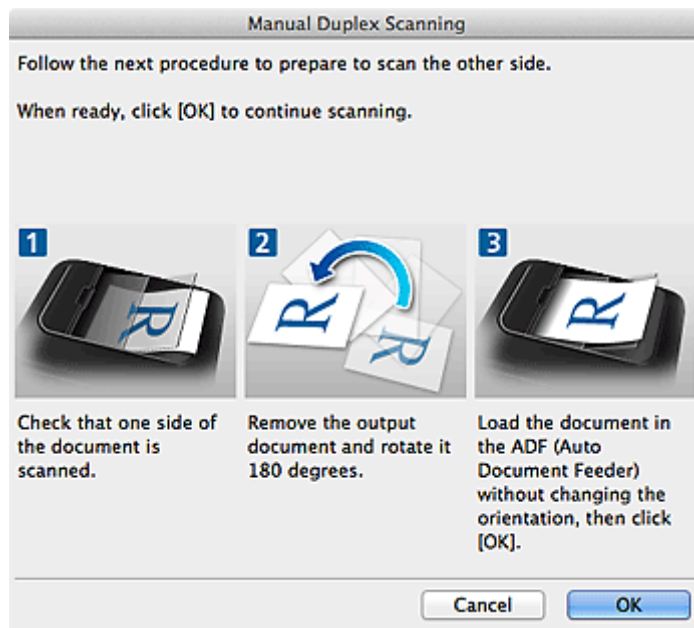 Manual Duplex Scanning
Follow the next procedure to prepare to scan the other side.
When ready, click [OK] to continue scanning.
1
R
2
R
R
3
R
Check that one side of
the document is
scanned.
Remove the output
document and rotate it
180 degrees.
Load the document in
the ADF (Auto
Document Feeder)
without changing the
orientation, then click
[OK].
Cancel
OK